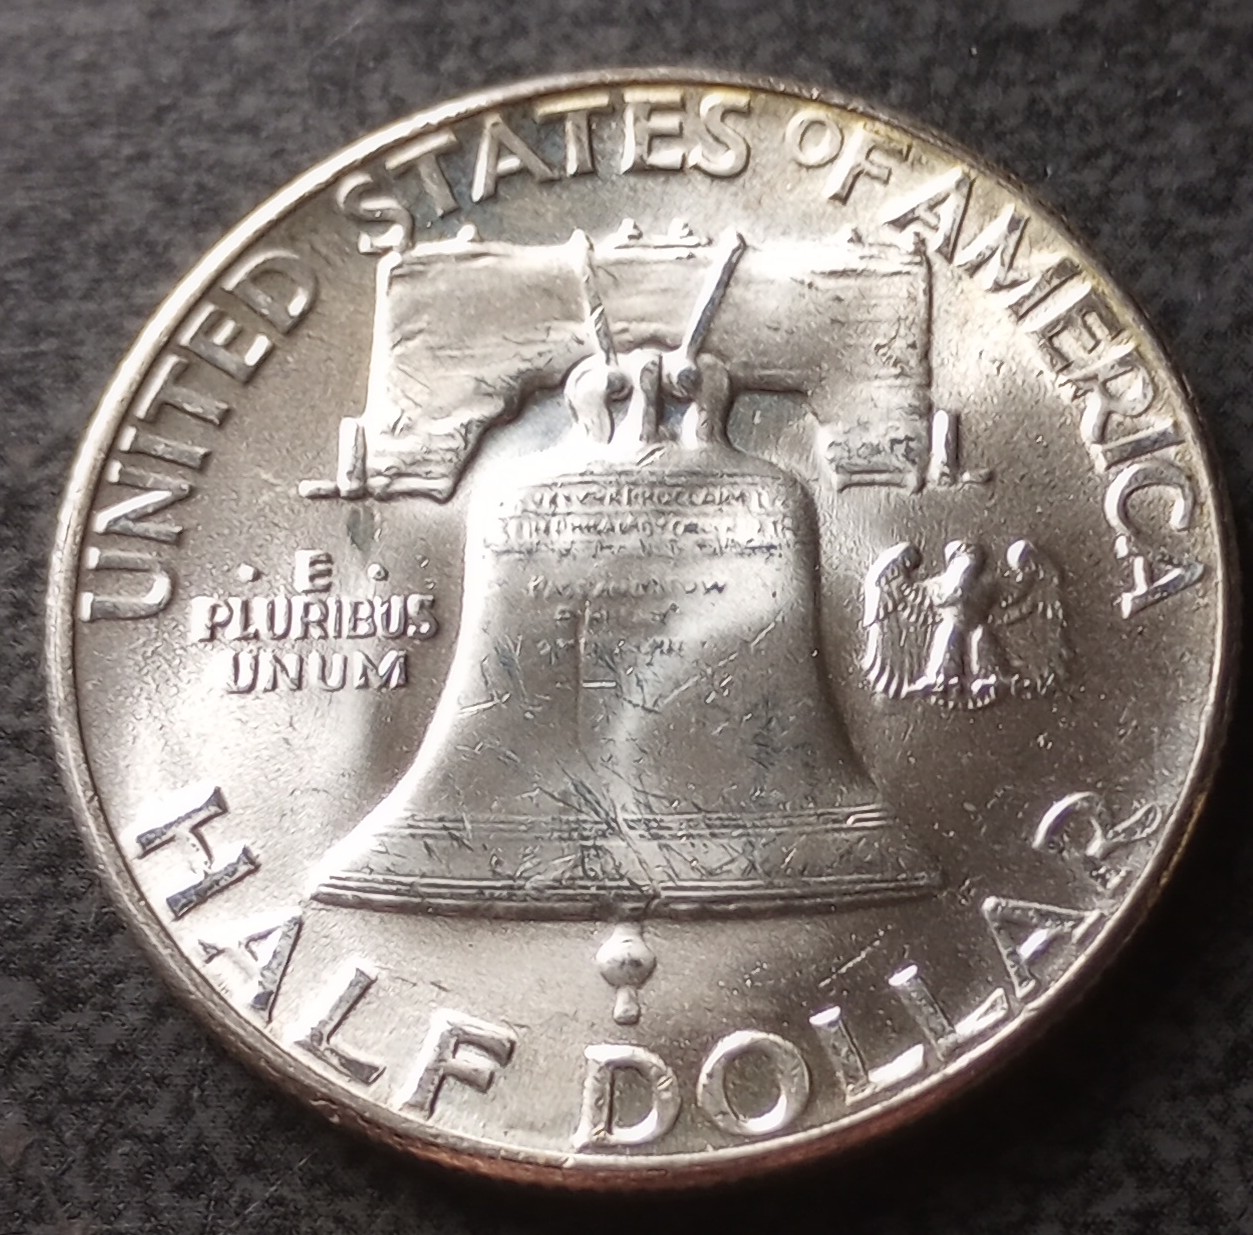 UNITED STATES OF AMERICA
· E ·
PLURIBUS
UNUM
HALF DOLLAR